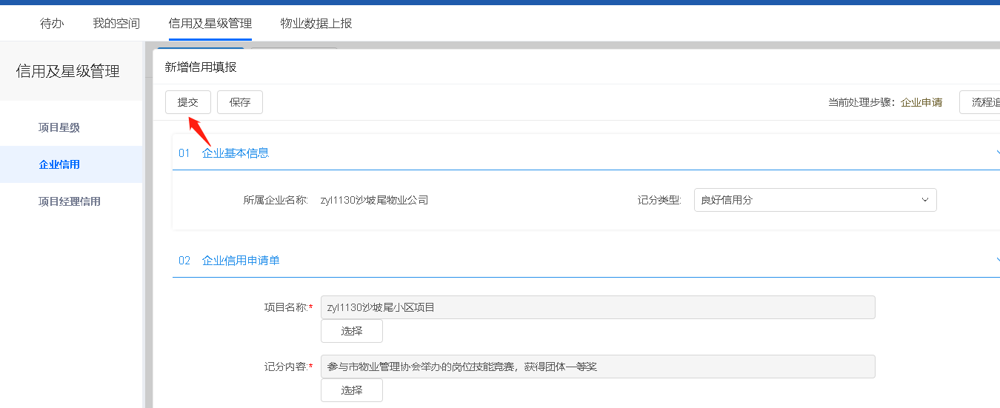 待办 我的空间 信用及星级管理 物业数据上报
信用及星级管理
新增信用填报
提交 保存 当前处理步骤：企业申请 流程追
项目星级
企业信用
项目经理信用
01 企业基本信息
所属企业名称: zyl1130沙坡尾物业公司 记分类型: 良好信用分
02 企业信用申请单
项目名称:* zyl1130沙坡尾小区项目
选择
记分内容:* 参与市物业管理协会举办的岗位技能竞赛，获得团体一等奖
选择